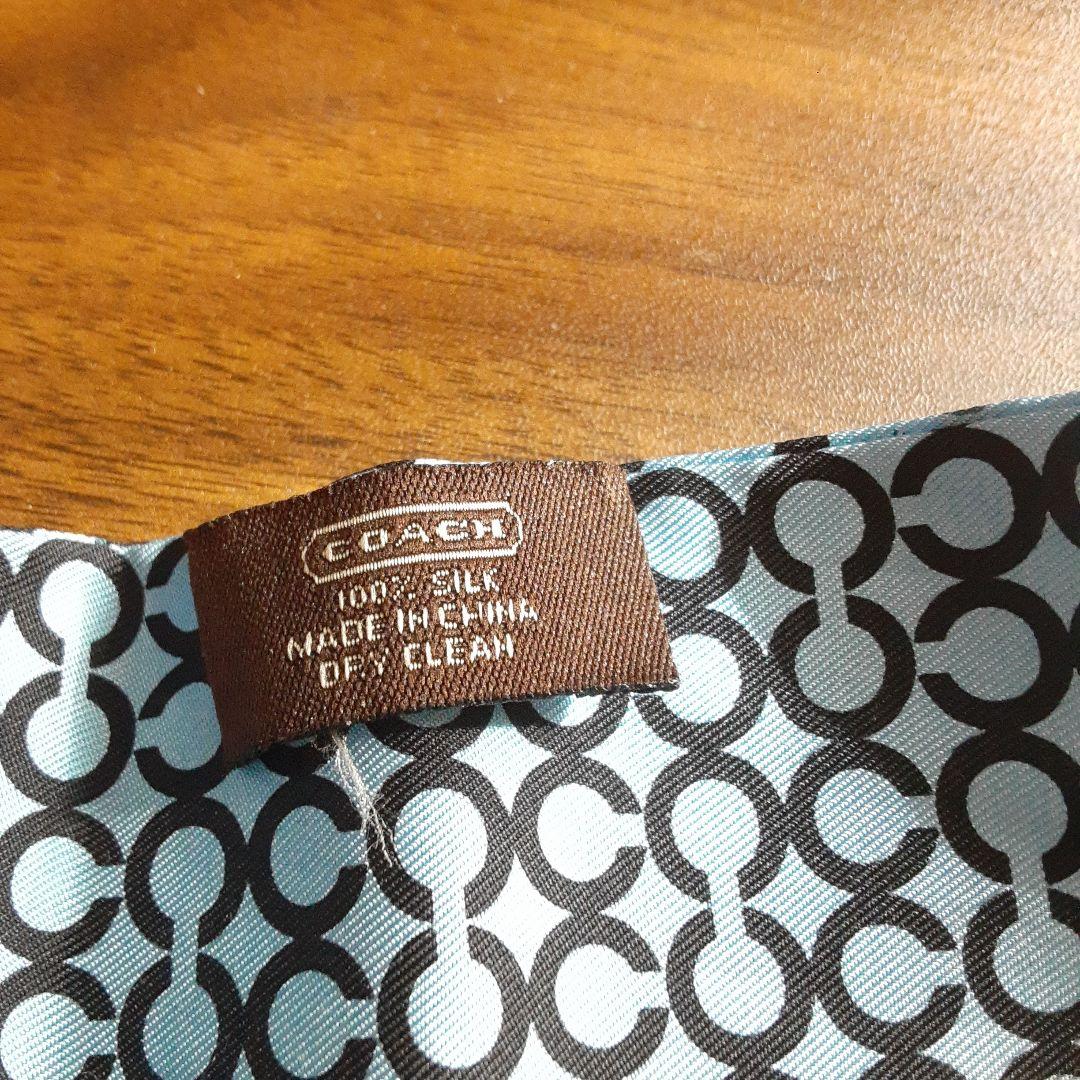 COACH
100% SILK
MADE IN CHINA
DRY CLEAN